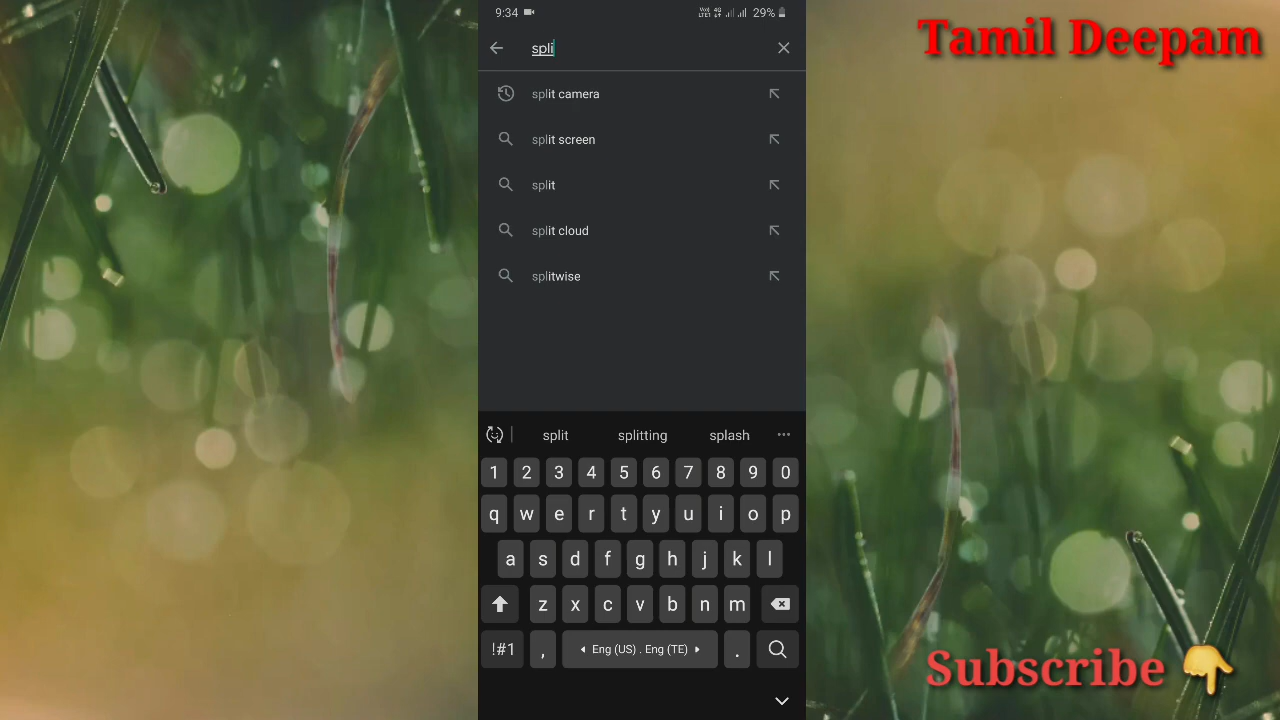 Tamil Deepam
9:34 29%
spli
split camera
split screen
split
split cloud
splitwise
split splitting splash
1 2 3 4 5 6 7 8 9 0
q w e r t y u i o p
a s d f g h j k l
z x c v b n m
!#1 , Eng (US) . Eng (TE) .
Subscribe